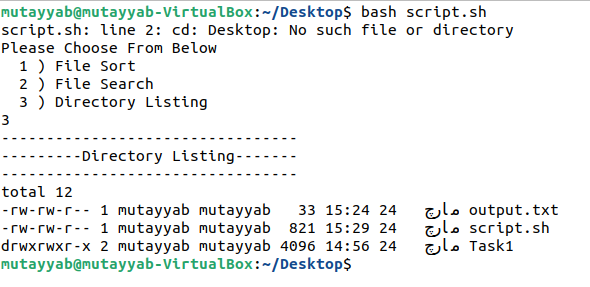 mutayyab@mutayyab-VirtualBox:~/Desktop$ bash script.sh
script.sh: line 2: cd: Desktop: No such file or directory
Please Choose From Below
  1 ) File Sort
  2 ) File Search
  3 ) Directory Listing
3
---------------------------------
---------Directory Listing-------
---------------------------------
total 12
-rw-rw-r-- 1 mutayyab mutayyab   33 15:24 24   مارچ output.txt
-rw-rw-r-- 1 mutayyab mutayyab  821 15:29 24   مارچ script.sh
drwxrwxr-x 2 mutayyab mutayyab 4096 14:56 24   مارچ Task1
mutayyab@mutayyab-VirtualBox:~/Desktop$